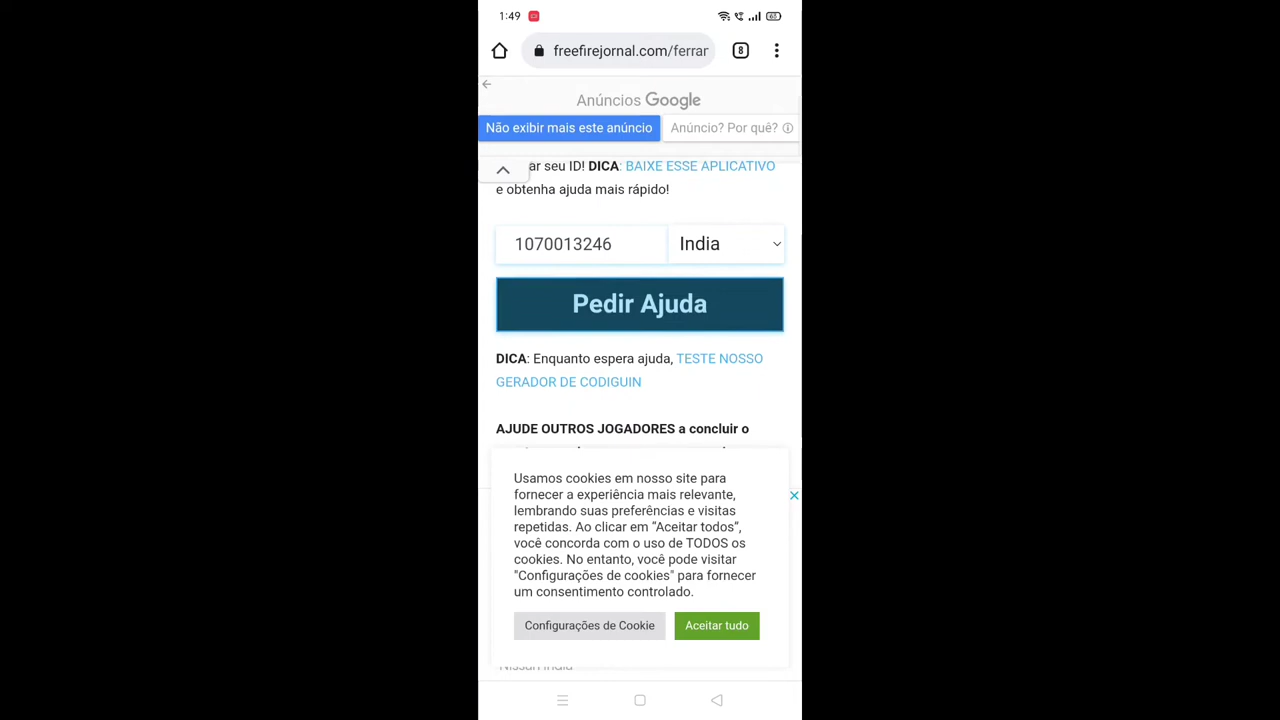 1:49
63
freefirejornal.com/ferrar
8
Anúncios Google
Não exibir mais este anúncio
Anúncio? Por quê?
ar seu ID! DICA: BAIXE ESSE APLICATIVO
e obtenha ajuda mais rápido!
1070013246
India
Pedir Ajuda
DICA: Enquanto espera ajuda, TESTE NOSSO
GERADOR DE CODIGUIN
AJUDE OUTROS JOGADORES a concluir o
Usamos cookies em nosso site para
fornecer a experiência mais relevante,
lembrando suas preferências e visitas
repetidas. Ao clicar em “Aceitar todos”,
você concorda com o uso de TODOS os
cookies. No entanto, você pode visitar
"Configurações de cookies" para fornecer
um consentimento controlado.
Configurações de Cookie
Aceitar tudo
Nissan India